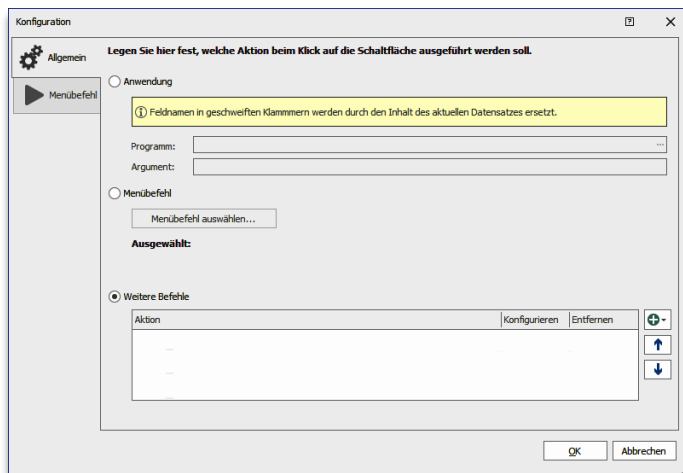 Konfiguration
Allgemein
Menübefehl
Legen Sie hier fest, welche Aktion beim Klick auf die Schaltfläche ausgeführt werden soll.
Anwendung
Feldnamen in geschweiften Klammmern werden durch den Inhalt des aktuellen Datensatzes ersetzt.
Programm:
...
Argument:
Menübefehl
Menübefehl auswählen...
Ausgewählt:
Weitere Befehle
Aktion Konfigurieren Entfernen
OK Abbrechen